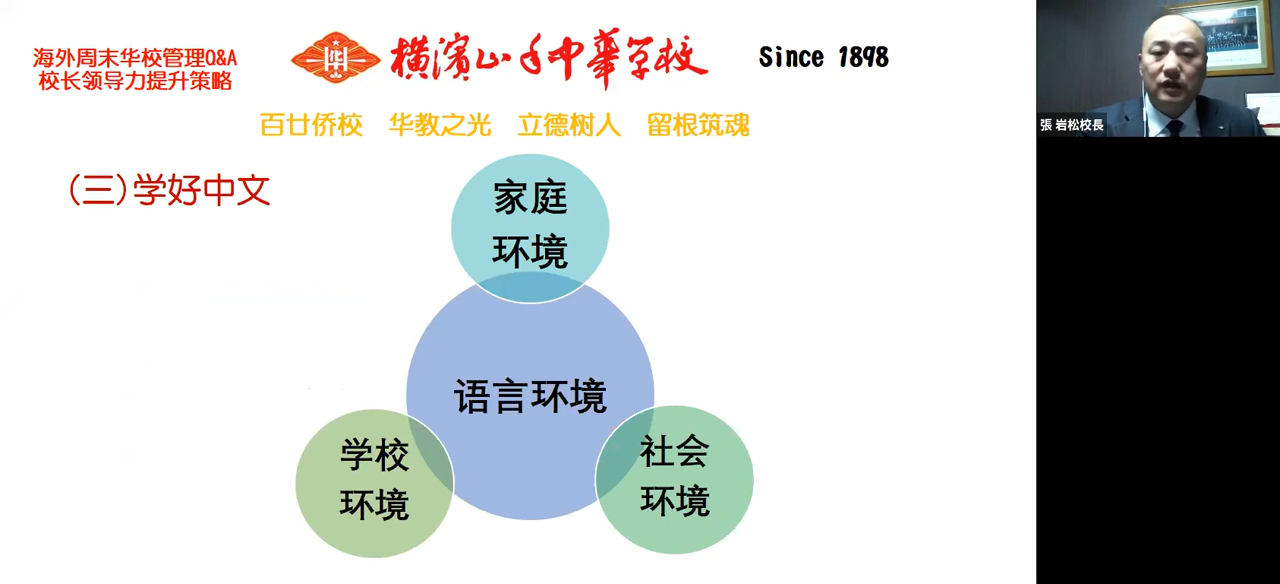 海外周末华校管理Q&A
校长领导力提升策略
華
横濱山手中華学校
Since 1898
百廿侨校 华教之光 立德树人 留根筑魂
(三)学好中文
家庭
环境
语言环境
学校
环境
社会
环境
張 岩松校長